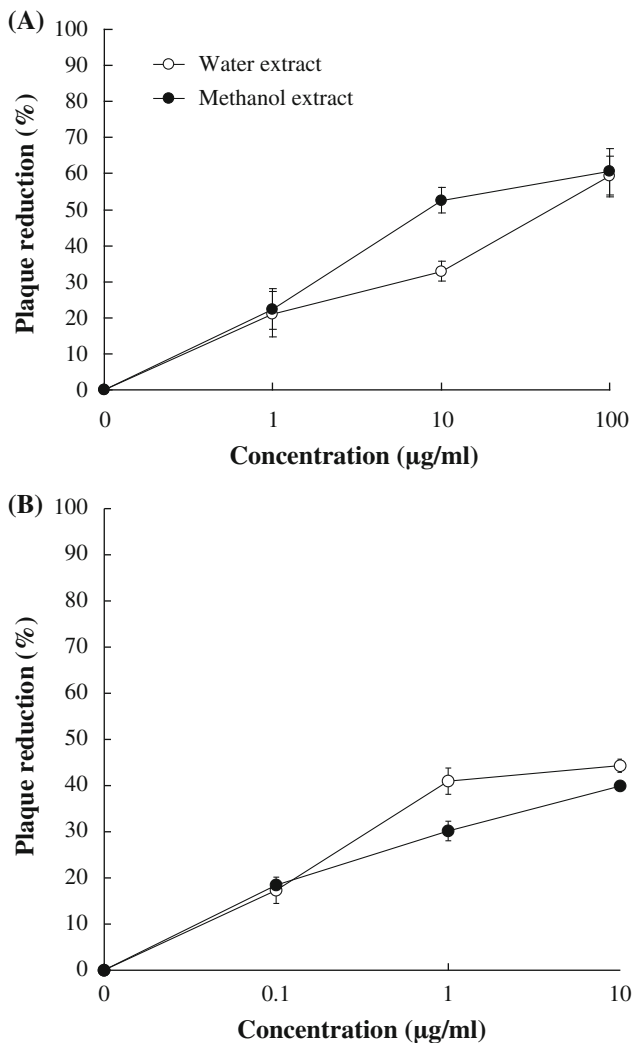 (A)
100
90
80
70
60
50
40
30
20
10
0
Plaque reduction (%)
Water extract
Methanol extract
0 1 10 100
Concentration (µg/ml)
(B)
100
90
80
70
60
50
40
30
20
10
0
Plaque reduction (%)
0 0.1 1 10
Concentration (µg/ml)